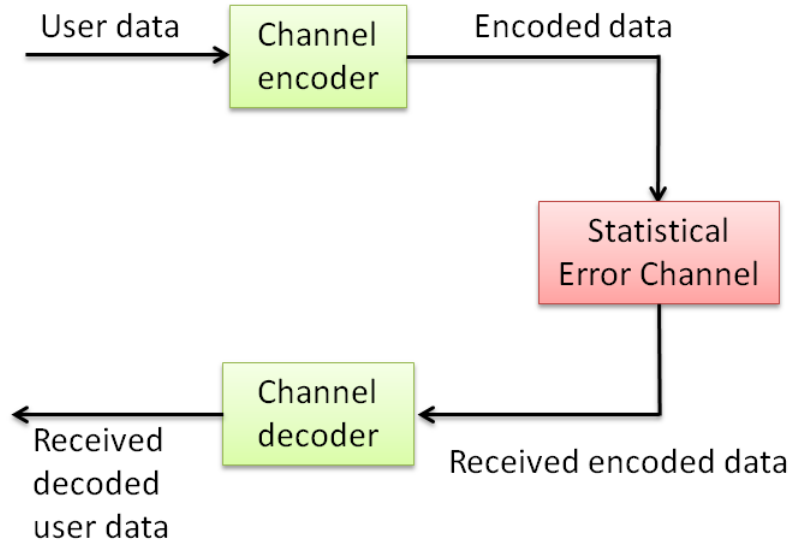 User data
Channel
encoder
Encoded data
Statistical
Error Channel
Channel
decoder
Received encoded data
Received
decoded
user data